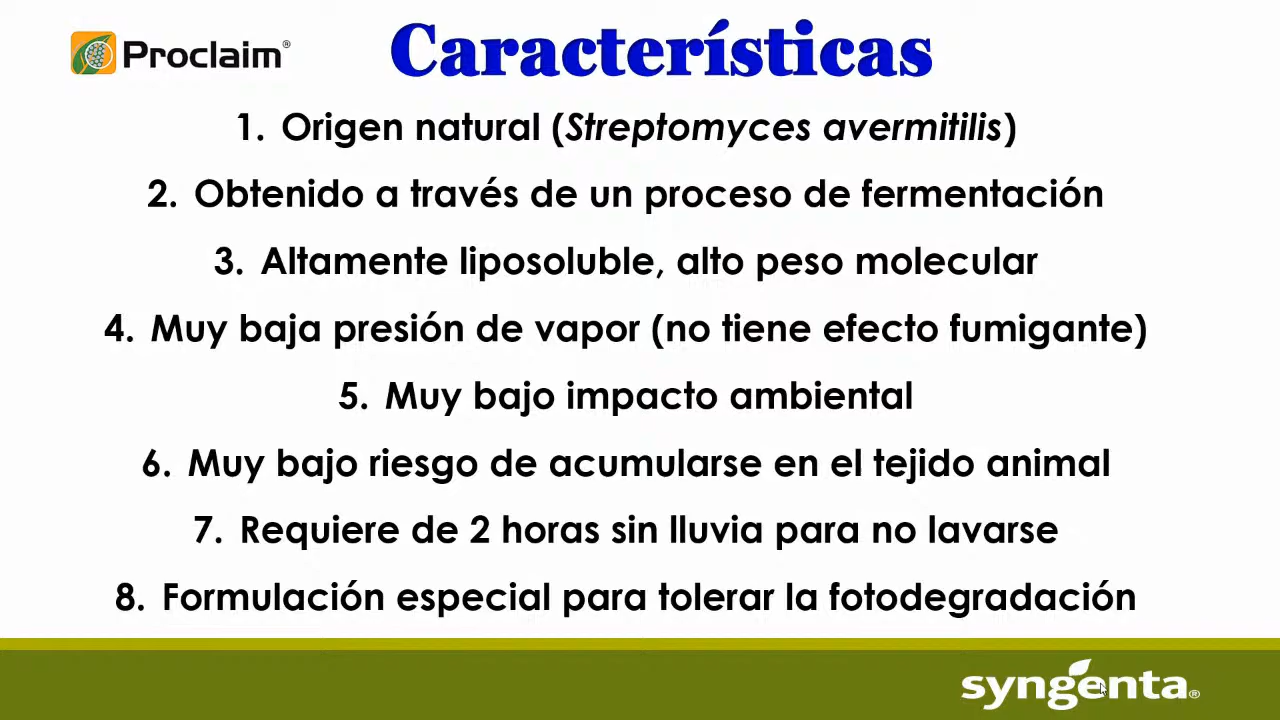 Proclaim®
Características
1. Origen natural (Streptomyces avermitilis)
2. Obtenido a través de un proceso de fermentación
3. Altamente liposoluble, alto peso molecular
4. Muy baja presión de vapor (no tiene efecto fumigante)
5. Muy bajo impacto ambiental
6. Muy bajo riesgo de acumularse en el tejido animal
7. Requiere de 2 horas sin lluvia para no lavarse
8. Formulación especial para tolerar la fotodegradación
syngenta®